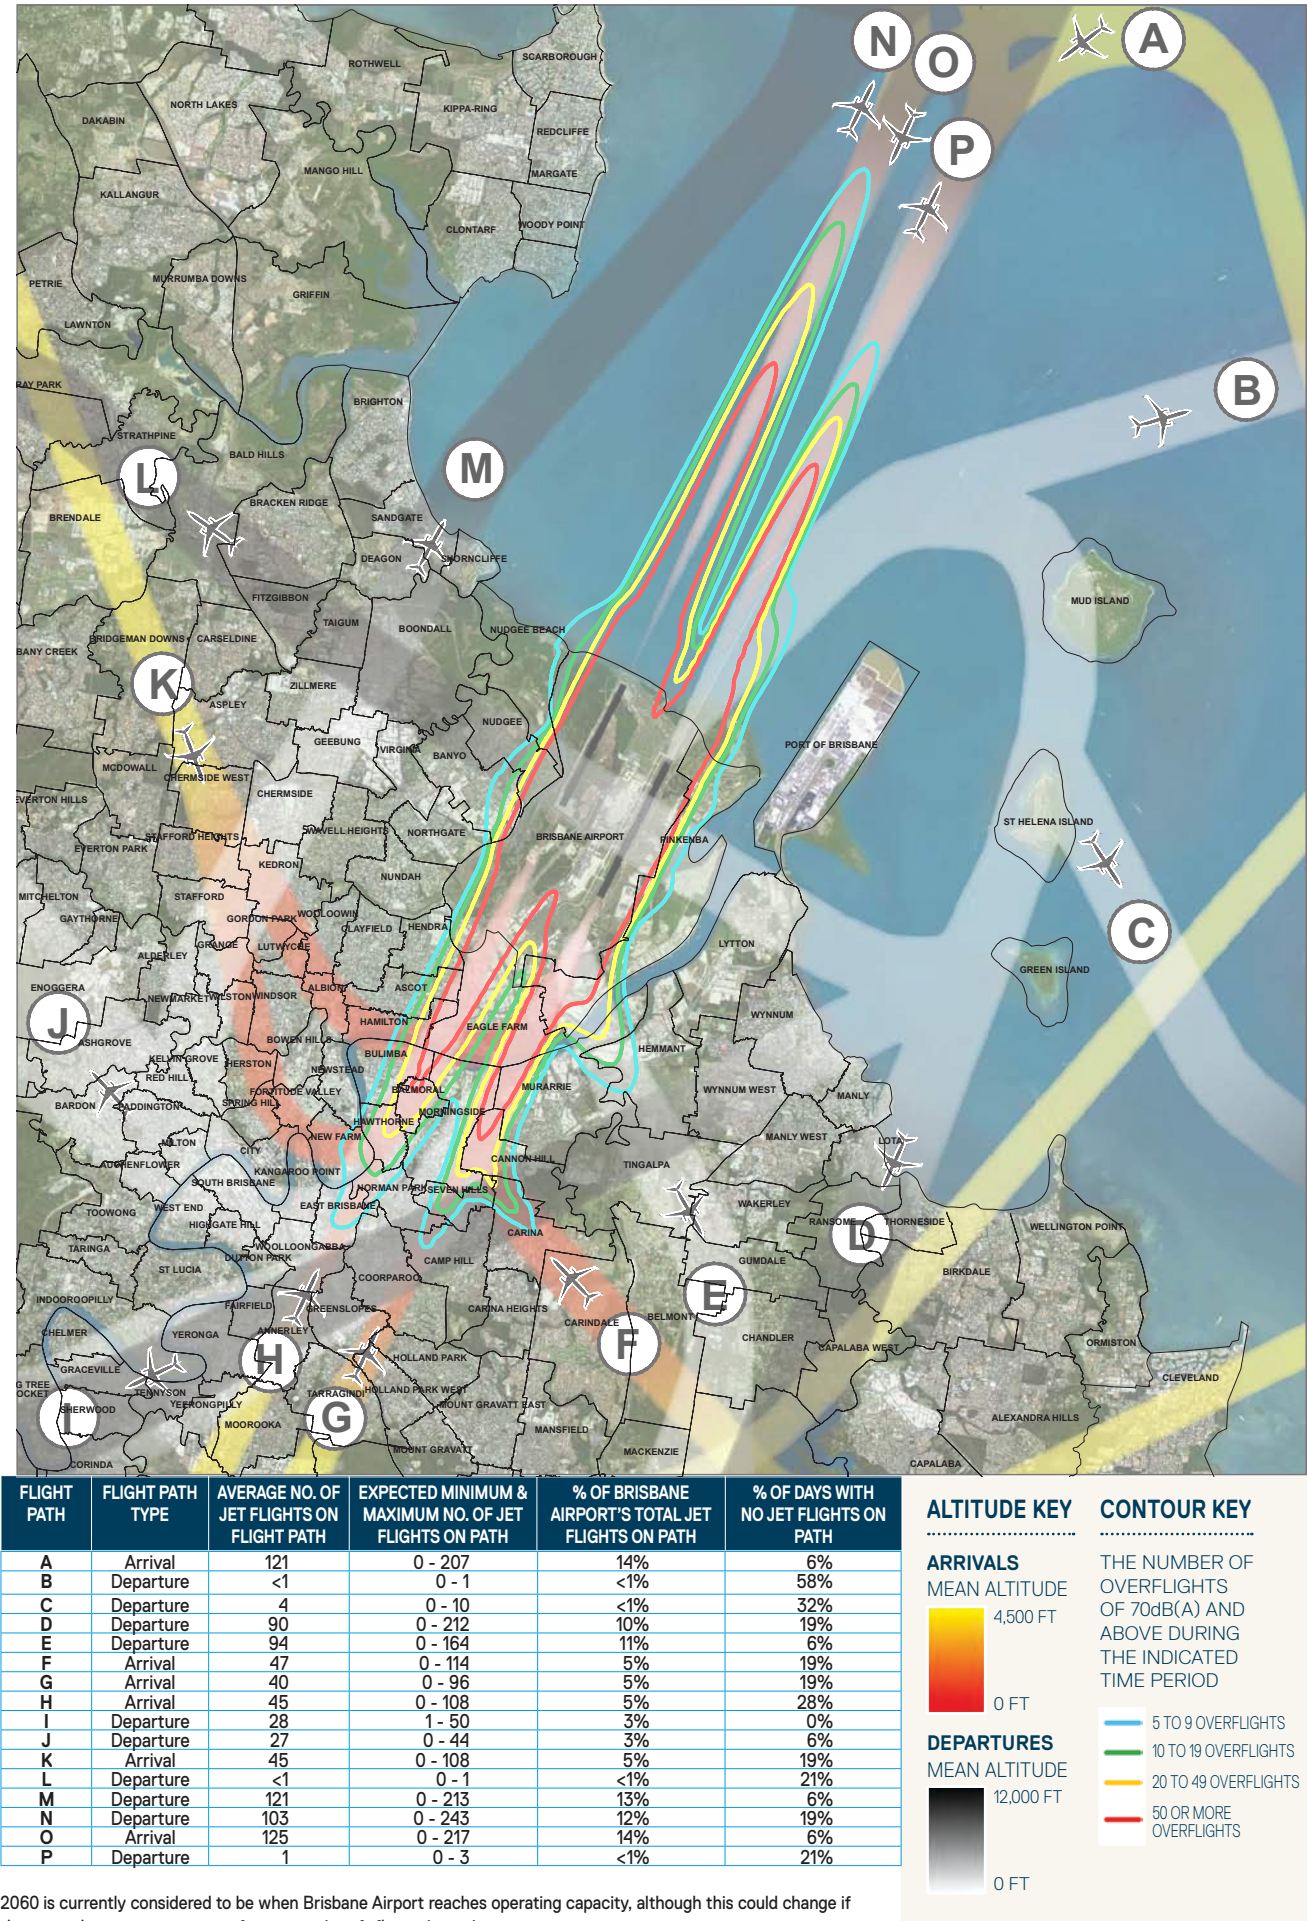 N
O
A
P
B
SCARBOROUGH
ROTHWELL
NORTH LAKES
KIPPA-RING
DAKABIN
REDCLIFFE
MANGO HILL
MARGATE
KALLANGUR
CLONTARF
WOODY POINT
MURRUMBA DOWNS
PETRIE
GRIFFIN
LAWNTON
RAY PARK
BRIGHTON
STRATHPINE
BALD HILLS
L
M
BRACKEN RIDGE
BRENDALE
SANDGATE
DEAGON
SHORNCLIFFE
FITZGIBBON
MUD ISLAND
TAIGUM
BOONDALL
NUDGEE BEACH
BRIDGEMAN DOWNS
CARSELDINE
BANY CREEK
K
ZILLMERE
ASPLEY
NUDGEE
GEEBUNG
VIRGINIA
BANYO
PORT OF BRISBANE
MCDOWALL
CHERMSIDE WEST
CHERMSIDE
EVERTON HILLS
ST HELENA ISLAND
STAFFORD HEIGHTS
WAVELL HEIGHTS
NORTHGATE
BRISBANE AIRPORT
PINKENBA
EVERTON PARK
KEDRON
NUNDAH
MITCHELTON
STAFFORD
GAYTHORNE
GORDON PARK
WOOLOOWIN
CLAYFIELD
HENDRA
C
GRANGE
LUTWYCHE
LYTTON
ALDERLEY
GREEN ISLAND
ENOGGERA
NEWMARKET
WILSTON
WINDSOR
ALBION
ASCOT
J
HAMILTON
EAGLE FARM
WYNNUM
ASHGROVE
BOWEN HILLS
HEMMANT
KELVIN GROVE
HERSTON
BULIMBA
RED HILL
NEWSTEAD
BARDON
PADDINGTON
SPRING HILL
FORTITUDE VALLEY
BALMORAL
MURARRIE
WYNNUM WEST
MANLY
HAWTHORNE
MORNINGSIDE
MILTON
CITY
NEW FARM
MANLY WEST
LOTA
AUCHENFLOWER
KANGAROO POINT
CANNON HILL
TINGALPA
SOUTH BRISBANE
NORMAN PARK
SEVEN HILLS
TOOWONG
WEST END
EAST BRISBANE
WAKERLEY
HIGHGATE HILL
RANSOME
D
THORNESIDE
WELLINGTON POINT
TARINGA
WOOLLOONGABBA
DUTTON PARK
CARINA
CAMP HILL
GUMDALE
ST LUCIA
COORPAROO
BIRKDALE
INDOOROOPILLY
FAIRFIELD
GREENSLOPES
CARINA HEIGHTS
E
CARINDALE
BELMONT
CHELMER
YERONGA
ANNERLEY
F
CHANDLER
CAPALABA WEST
ORMISTON
GRACEVILLE
H
HOLLAND PARK
G TREE
OCKET
TENNYSON
TARRAGINDI
HOLLAND PARK WEST
CLEVELAND
I
SHERWOOD
YEERONGPILLY
G
MOUNT GRAVATT EAST
MOOROOKA
MANSFIELD
ALEXANDRA HILLS
CORINDA
MOUNT GRAVATT
MACKENZIE
CAPALABA
FLIGHT PATH | FLIGHT PATH TYPE | AVERAGE NO. OF JET FLIGHTS ON FLIGHT PATH | EXPECTED MINIMUM & MAXIMUM NO. OF JET FLIGHTS ON PATH | % OF BRISBANE AIRPORT'S TOTAL JET FLIGHTS ON PATH | % OF DAYS WITH NO JET FLIGHTS ON PATH
A Arrival 121 0 - 207 14% 6%
B Departure <1 0 - 1 <1% 58%
C Departure 4 0 - 10 <1% 32%
D Departure 90 0 - 212 10% 19%
E Departure 94 0 - 164 11% 6%
F Arrival 47 0 - 114 5% 19%
G Arrival 40 0 - 96 5% 19%
H Arrival 45 0 - 108 5% 28%
I Departure 28 1 - 50 3% 0%
J Departure 27 0 - 44 3% 6%
K Arrival 45 0 - 108 5% 19%
L Departure <1 0 - 1 <1% 21%
M Departure 121 0 - 213 13% 6%
N Departure 103 0 - 243 12% 19%
O Arrival 125 0 - 217 14% 6%
P Departure 1 0 - 3 <1% 21%
ALTITUDE KEY
ARRIVALS
MEAN ALTITUDE
4,500 FT
0 FT
DEPARTURES
MEAN ALTITUDE
12,000 FT
0 FT
CONTOUR KEY
THE NUMBER OF
OVERFLIGHTS
OF 70dB(A) AND
ABOVE DURING
THE INDICATED
TIME PERIOD
5 TO 9 OVERFLIGHTS
10 TO 19 OVERFLIGHTS
20 TO 49 OVERFLIGHTS
50 OR MORE
OVERFLIGHTS
2060 is currently considered to be when Brisbane Airport reaches operating capacity, although this could change if